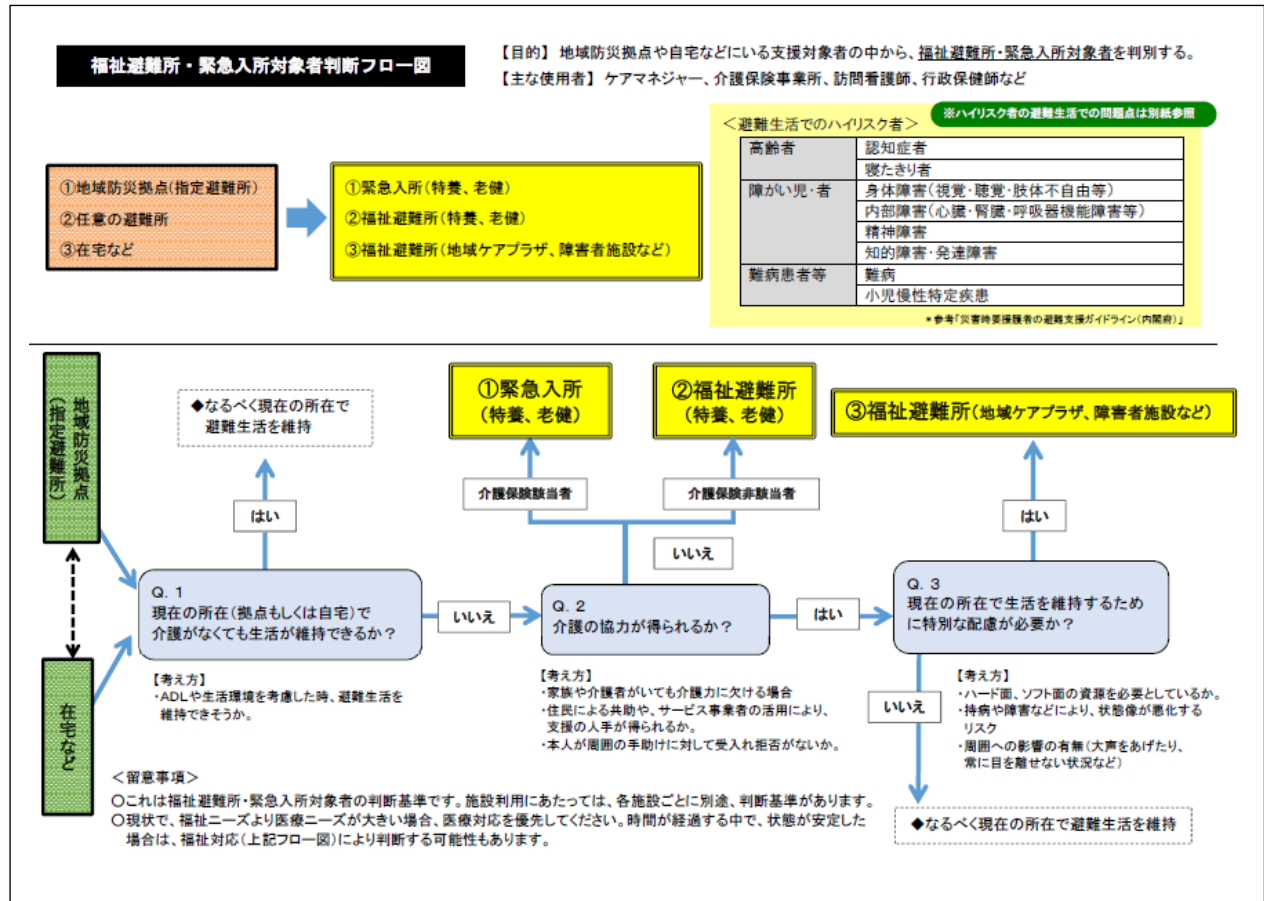 福祉避難所・緊急入所対象者判断フロー図
【目的】 地域防災拠点や自宅などにいる支援対象者の中から、福祉避難所・緊急入所対象者を判別する。
【主な使用者】 ケアマネジャー、介護保険事業所、訪問看護師、行政保健師など
①地域防災拠点(指定避難所)
②任意の避難所
③在宅など
①緊急入所(特養、老健)
②福祉避難所(特養、老健)
③福祉避難所(地域ケアプラザ、障害者施設など)
※ハイリスク者の避難生活での問題点は別紙参照
<避難生活でのハイリスク者>
高齢者 認知症者
寝たきり者
障がい児・者 身体障害(視覚・聴覚・肢体不自由等)
内部障害(心臓・腎臓・呼吸器機能障害等)
精神障害
知的障害・発達障害
難病患者等 難病
小児慢性特定疾患
*参考「災害時要援護者の避難支援ガイドライン(内閣府)」
地域防災拠点
(指定避難所)
在宅など
◆なるべく現在の所在で
避難生活を維持
はい
Q.1
現在の所在(拠点もしくは自宅)で
介護がなくても生活が維持できるか?
【考え方】
・ADLや生活環境を考慮した時、避難生活を
維持できそうか。
いいえ
①緊急入所
(特養、老健)
②福祉避難所
(特養、老健)
介護保険該当者
介護保険非該当者
いいえ
Q.2
介護の協力が得られるか?
【考え方】
・家族や介護者がいても介護力に欠ける場合
・住民による共助や、サービス事業者の活用により、
支援の人手が得られるか。
・本人が周囲の手助けに対して受入れ拒否がないか。
はい
③福祉避難所(地域ケアプラザ、障害者施設など)
はい
Q.3
現在の所在で生活を維持するため
に特別な配慮が必要か?
【考え方】
・ハード面、ソフト面の資源を必要としているか。
・持病や障害などにより、状態像が悪化する
リスク
・周囲への影響の有無(大声をあげたり、
常に目を離せない状況など)
いいえ
◆なるべく現在の所在で避難生活を維持
<留意事項>
○これは福祉避難所・緊急入所対象者の判断基準です。施設利用にあたっては、各施設ごとに別途、判断基準があります。
○現状で、福祉ニーズより医療ニーズが大きい場合、医療対応を優先してください。時間が経過する中で、状態が安定した
場合は、福祉対応(上記フロー図)により判断する可能性もあります。